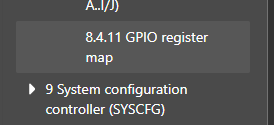 A..I/J)
8.4.11 GPIO register
map
9 System configuration
controller (SYSCFG)